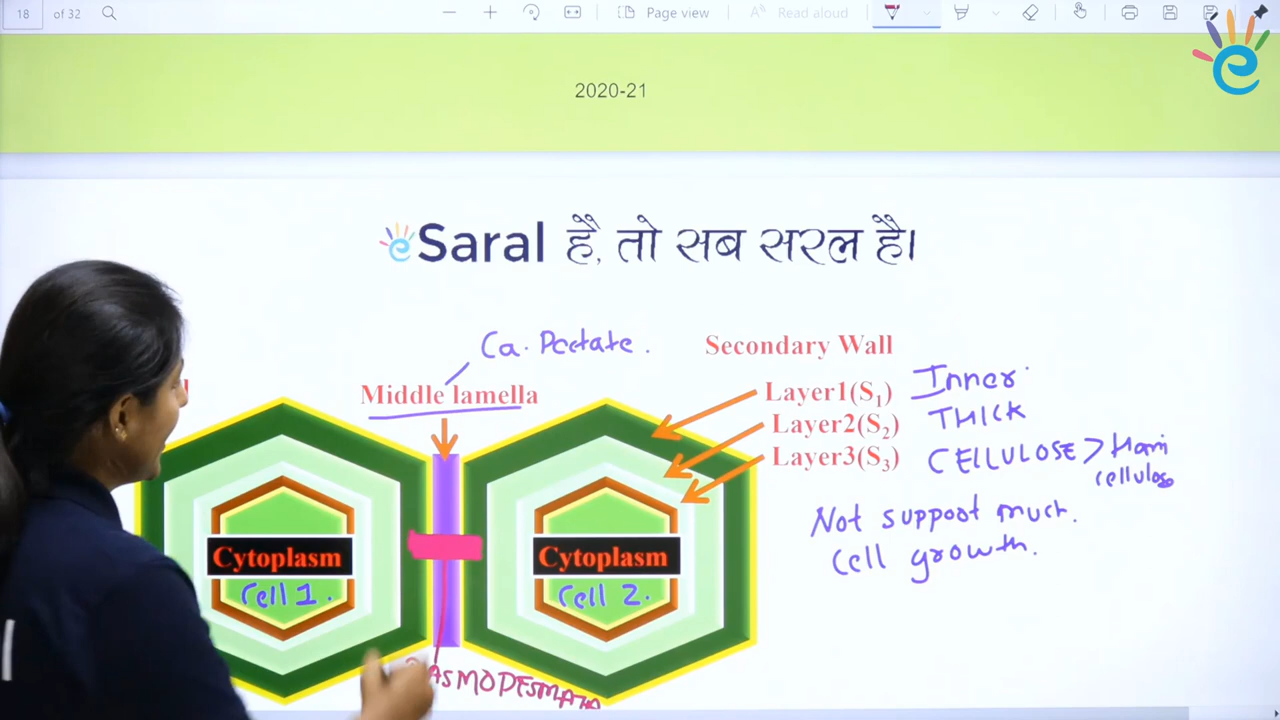 18 of 32
Page view
Read aloud
2020-21
eSaral है, तो सब सरल है।
Ca. Pectate.
Secondary Wall
Middle lamella
Layer1(S1) Inner
Layer2(S2) THICK
Layer3(S3) CELLULOSE > Hemi
cellulose
Not support much
cell growth.
Cytoplasm
Cell 1.
Cytoplasm
Cell 2.